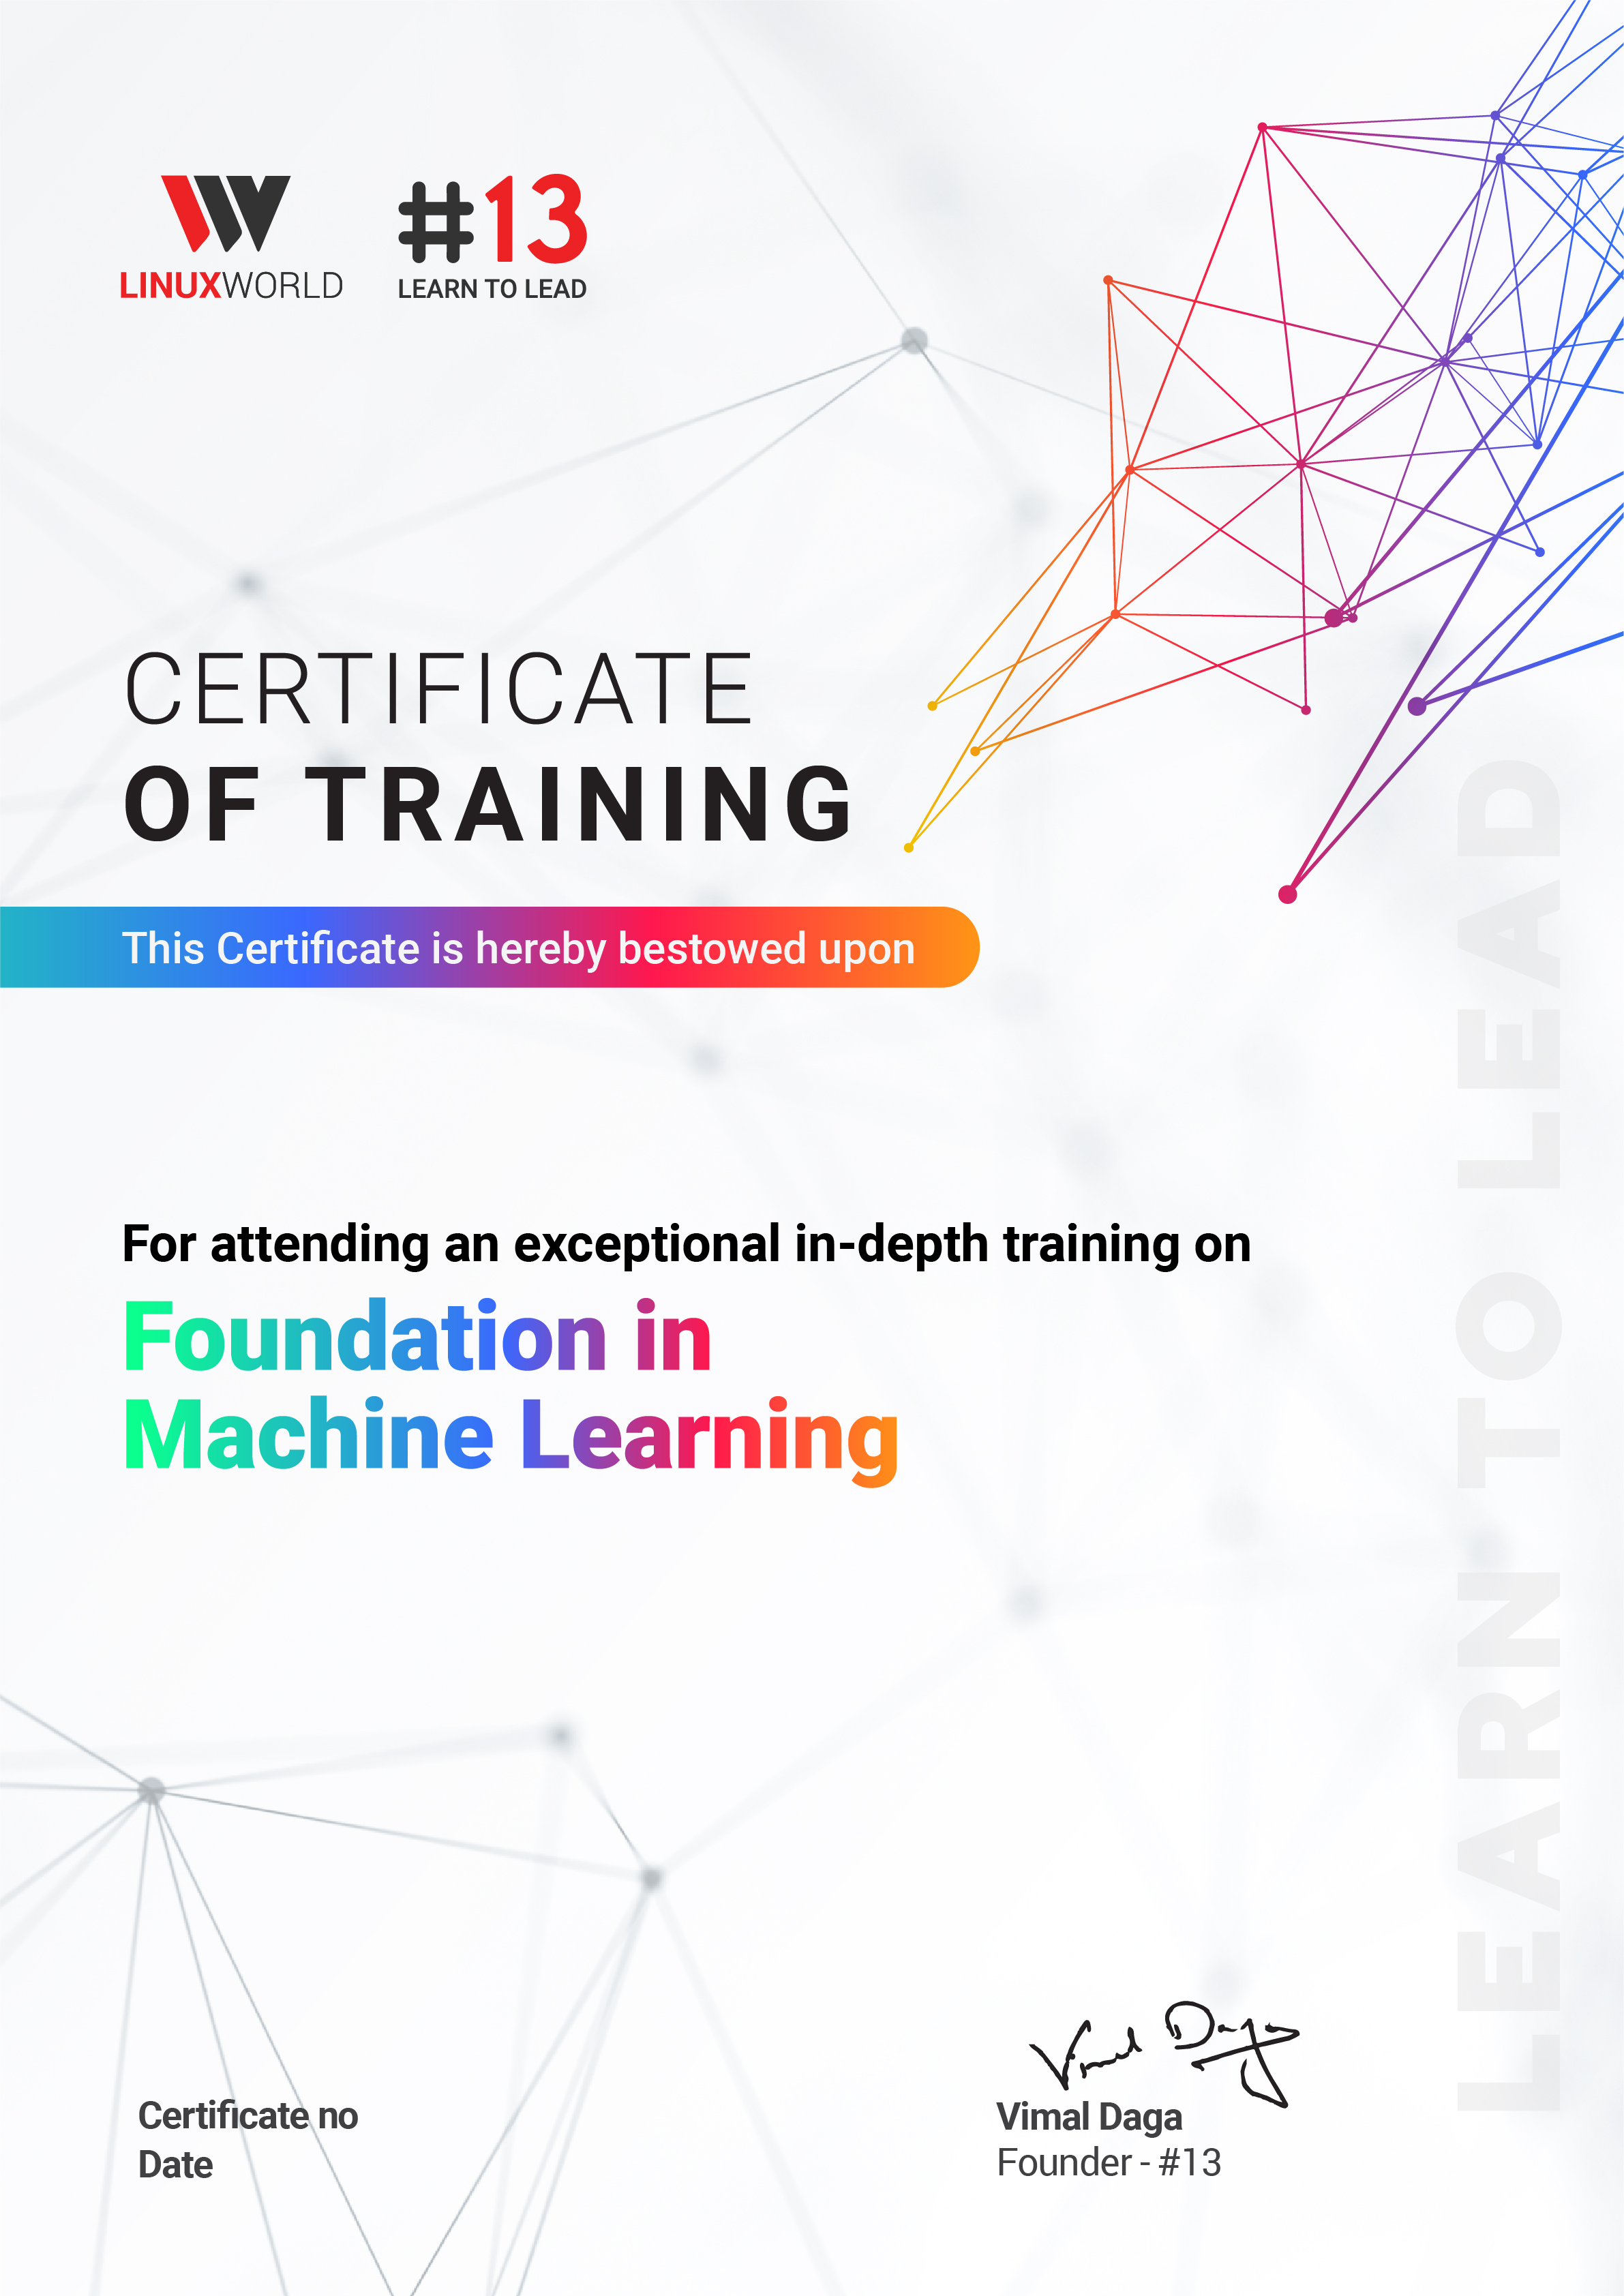 LINUXWORLD
#13
LEARN TO LEAD
CERTIFICATE
OF TRAINING
This Certificate is hereby bestowed upon
For attending an exceptional in-depth training on
Foundation in
Machine Learning
LEARN TO LEAD
Vimal Daga
Certificate no
Date
Vimal Daga
Founder - #13